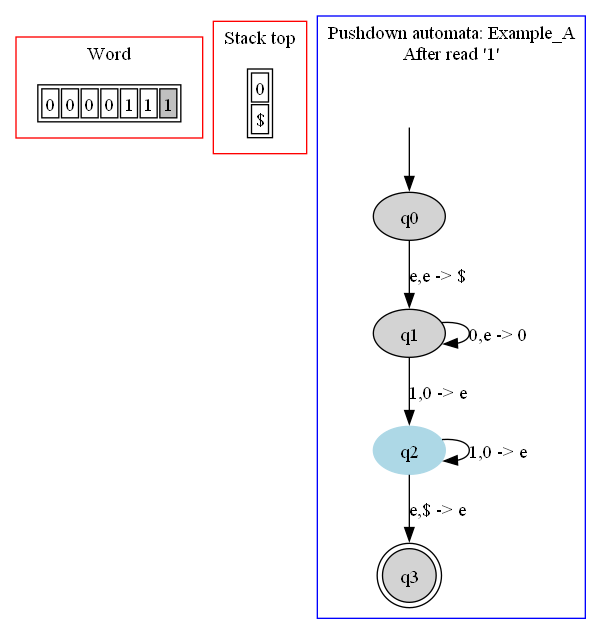 Word
0 0 0 0 1 1 1
Stack top
0
$
Pushdown automata: Example_A
After read '1'
q0
e,e -> $
q1
0,e -> 0
1,0 -> e
q2
1,0 -> e
e,$ -> e
q3